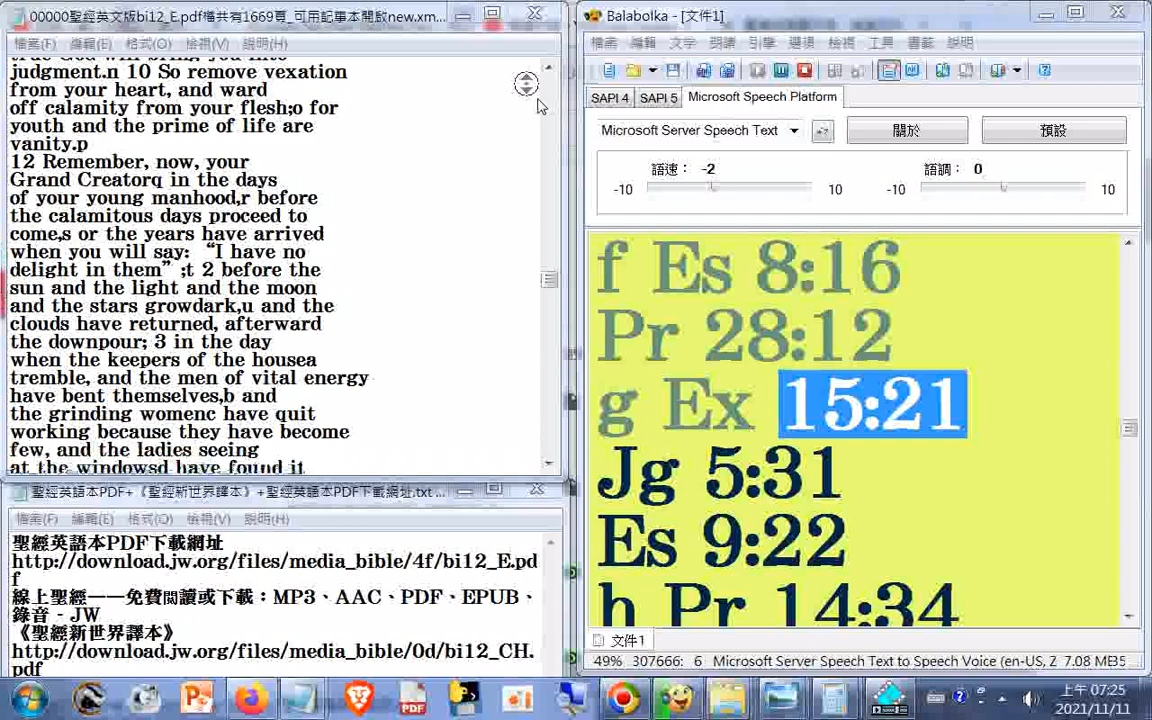 00000聖經英文版bi12_E.pdf檔共有1669頁_可用記事本開啟new.xm...
檔案(F) 編輯(E) 格式(O) 檢視(V) 說明(H)
true God will bring you into
judgment.n 10 So remove vexation
from your heart, and ward
off calamity from your flesh;o for
youth and the prime of life are
vanity.p
12 Remember, now, your
Grand Creatorq in the days
of your young manhood,r before
the calamitous days proceed to
come,s or the years have arrived
when you will say: “I have no
delight in them”;t 2 before the
sun and the light and the moon
and the stars growdark,u and the
clouds have returned, afterward
the downpour; 3 in the day
when the keepers of the housea
tremble, and the men of vital energy
have bent themselves,b and
the grinding womenc have quit
working because they have become
few, and the ladies seeing
at the windowsd have found it
聖經英語本PDF+《聖經新世界譯本》+聖經英語本PDF下載網址.txt ...
檔案(F) 編輯(E) 格式(O) 檢視(V) 說明(H)
聖經英語本PDF下載網址
http://download.jw.org/files/media_bible/4f/bi12_E.pd
f
線上聖經——免費閱讀或下載：MP3、AAC、PDF、EPUB、
錄音 - JW
《聖經新世界譯本》
http://download.jw.org/files/media_bible/0d/bi12_CH.
pdf
Balabolka - [文件1]
檔案 編輯 文字 朗讀 引擎 選項 檢視 工具 書籤 說明
SAPI 4 SAPI 5 Microsoft Speech Platform
Microsoft Server Speech Text 關於 預設
語速： -2 語調： 0
-10 10 -10 10
f Es 8:16
Pr 28:12
g Ex 15:21
Jg 5:31
Es 9:22
h Pr 14:34
文件1
49% 307666: 6 Microsoft Server Speech Text to Speech Voice (en-US, Z 7.08 MB
上午 07:25
2021/11/11